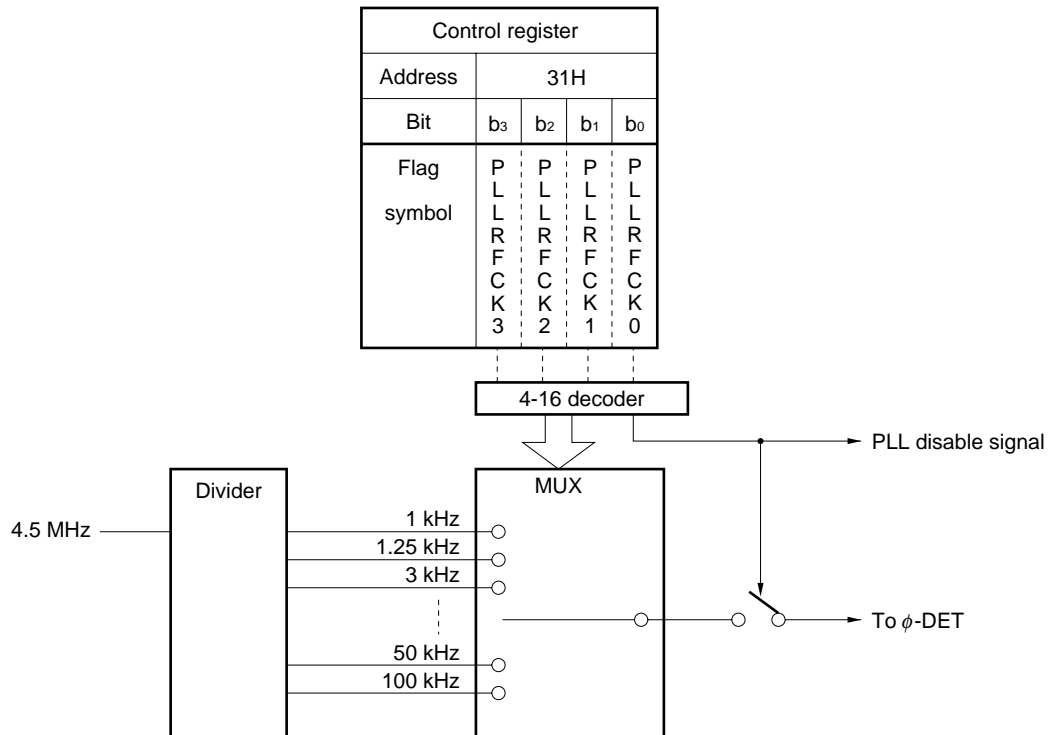 Control register
Address 31H
Bit b3 b2 b1 b0
Flag symbol PLLRFCK3 PLLRFCK2 PLLRFCK1 PLLRFCK0
4-16 decoder
PLL disable signal
Divider
MUX
4.5 MHz
1 kHz
1.25 kHz
3 kHz
To ϕ-DET
50 kHz
100 kHz